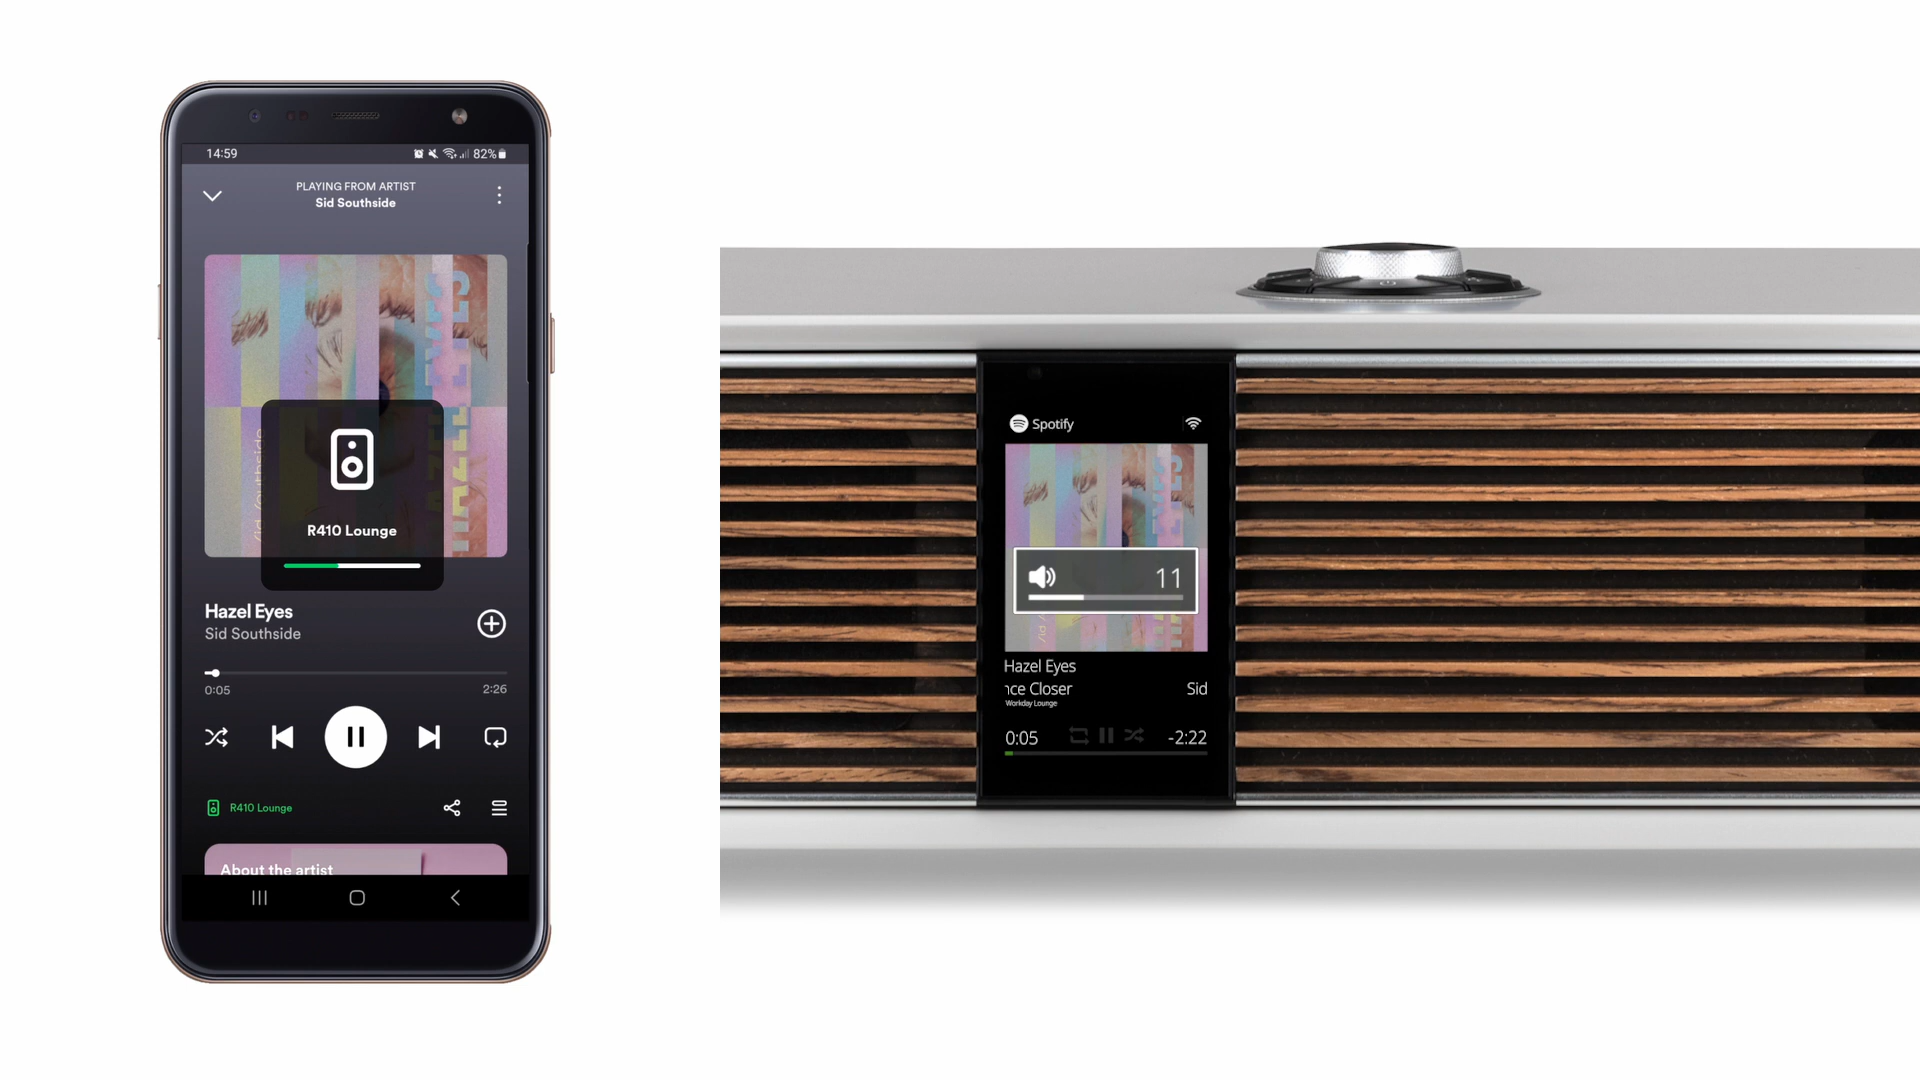 14:59
82%
PLAYING FROM ARTIST
Sid Southside
R410 Lounge
Hazel Eyes
Sid Southside
0:05
2:26
R410 Lounge
About the artist
Spotify
11
Hazel Eyes
nce Closer
Sid
Workday Lounge
0:05
-2:22